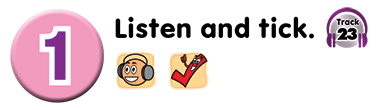 1 Listen and tick. Track 23